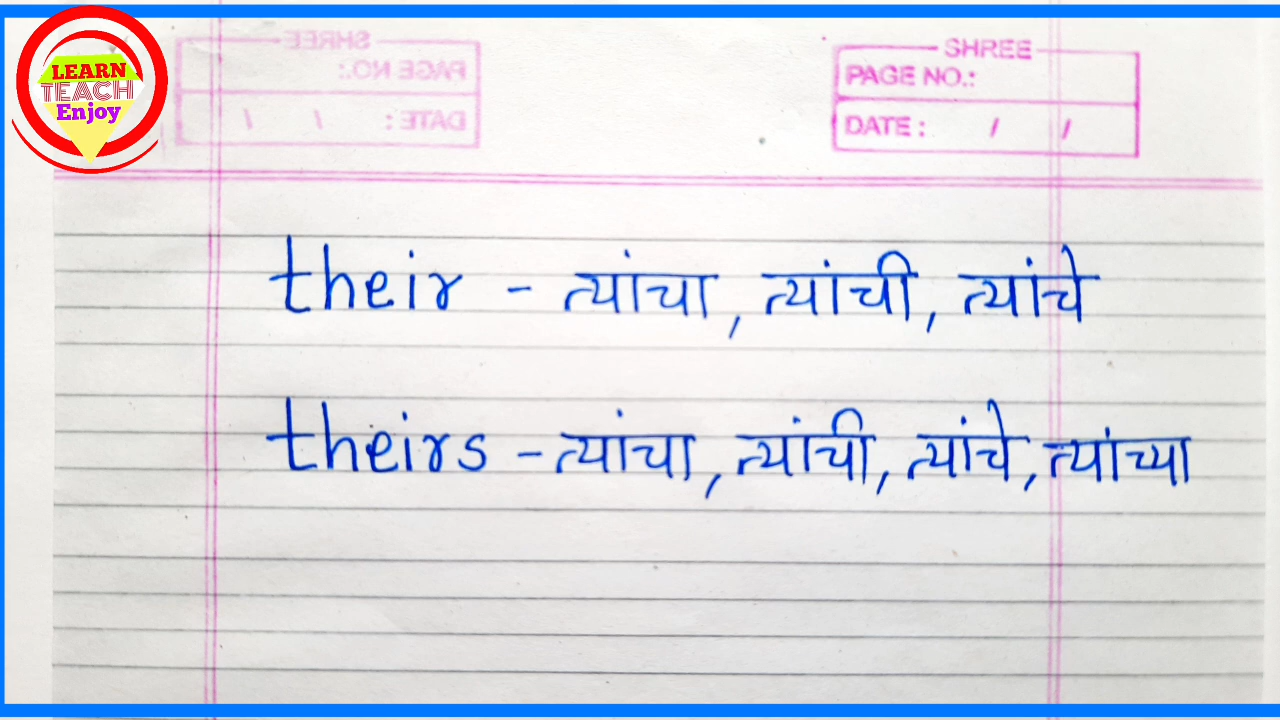 LEARN
TEACH
Enjoy
SHREE
PAGE NO.:
DATE : / /
SHREE
PAGE NO.:
DATE : / /
their - त्यांचा, त्यांची, त्यांचे
theirs - त्यांचा, त्यांची, त्यांचे, त्यांच्या